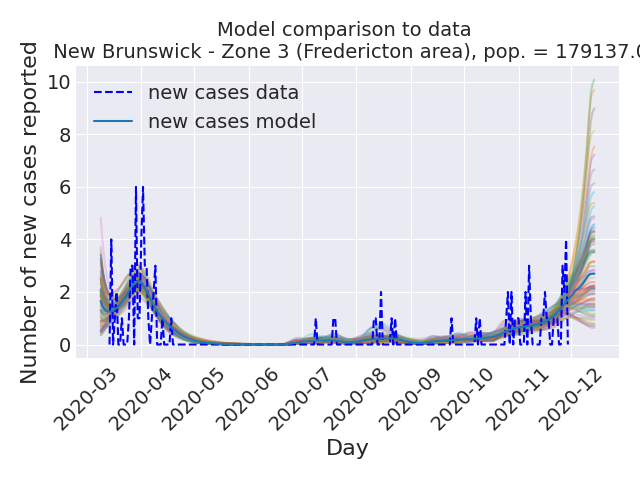 Model comparison to data
New Brunswick - Zone 3 (Fredericton area), pop. = 179137.0
Number of new cases reported
10
8
6
4
2
0
new cases data
new cases model
2020-03
2020-04
2020-05
2020-06
2020-07
2020-08
2020-09
2020-10
2020-11
2020-12
Day